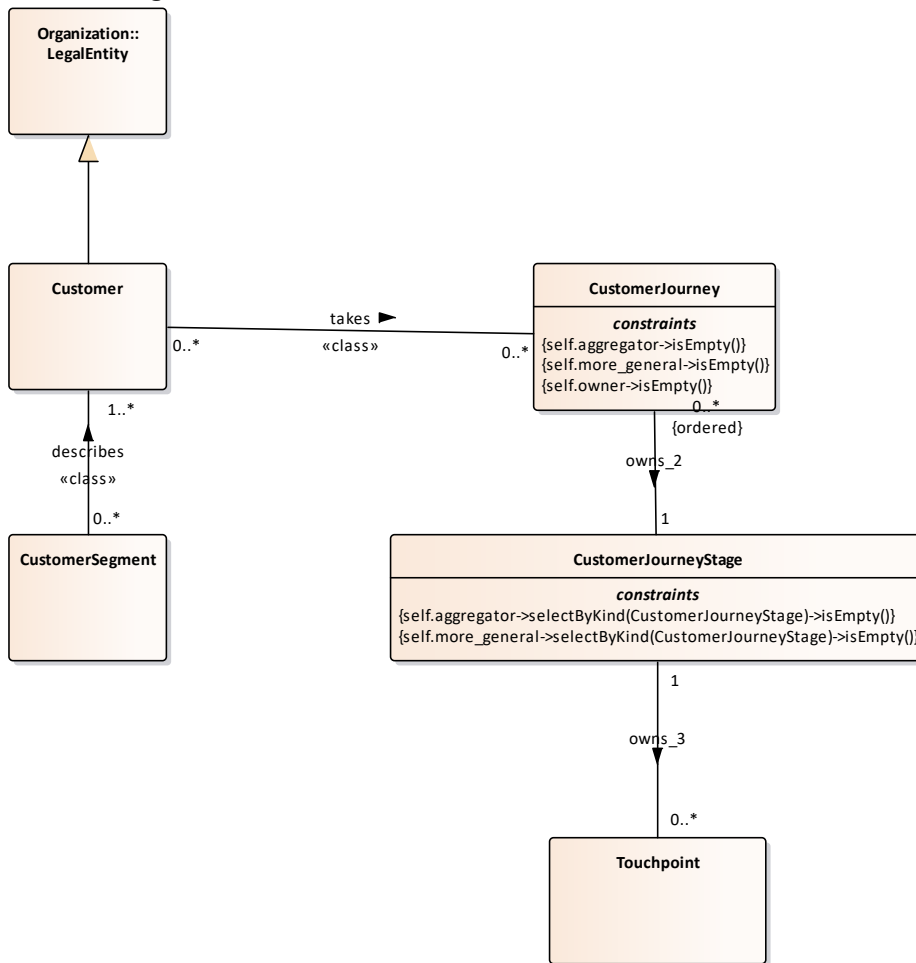 Organization::
LegalEntity
Customer
takes
«class»
0..*
0..*
CustomerJourney
constraints
{self.aggregator->isEmpty()}
{self.more_general->isEmpty()}
{self.owner->isEmpty()}
0..*
{ordered}
owns_2
1
1..*
describes
«class»
0..*
CustomerSegment
CustomerJourneyStage
constraints
{self.aggregator->selectByKind(CustomerJourneyStage)->isEmpty()}
{self.more_general->selectByKind(CustomerJourneyStage)->isEmpty()}
1
owns_3
0..*
Touchpoint